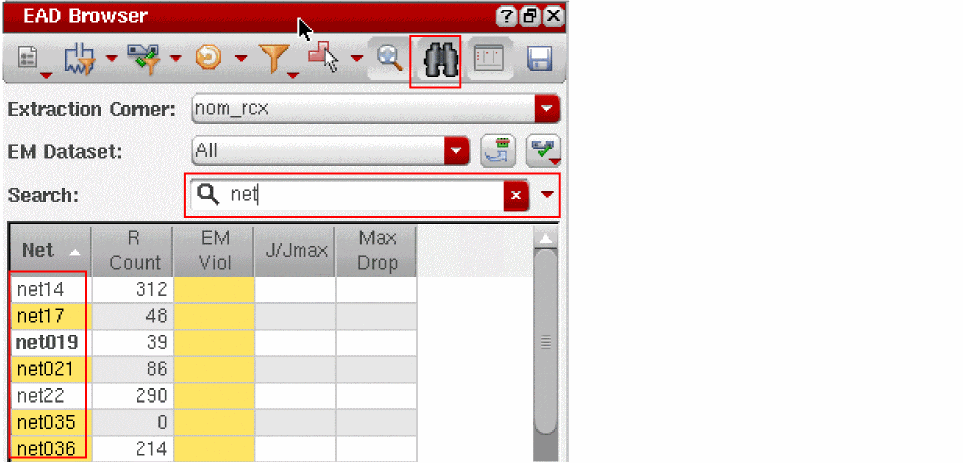 EAD Browser
Extraction Corner: nom_rcx
EM Dataset: All
Search: net
Net R Count EM Viol J/Jmax Max Drop
net14 312
net17 48
net019 39
net021 86
net22 290
net035 0
net036 214